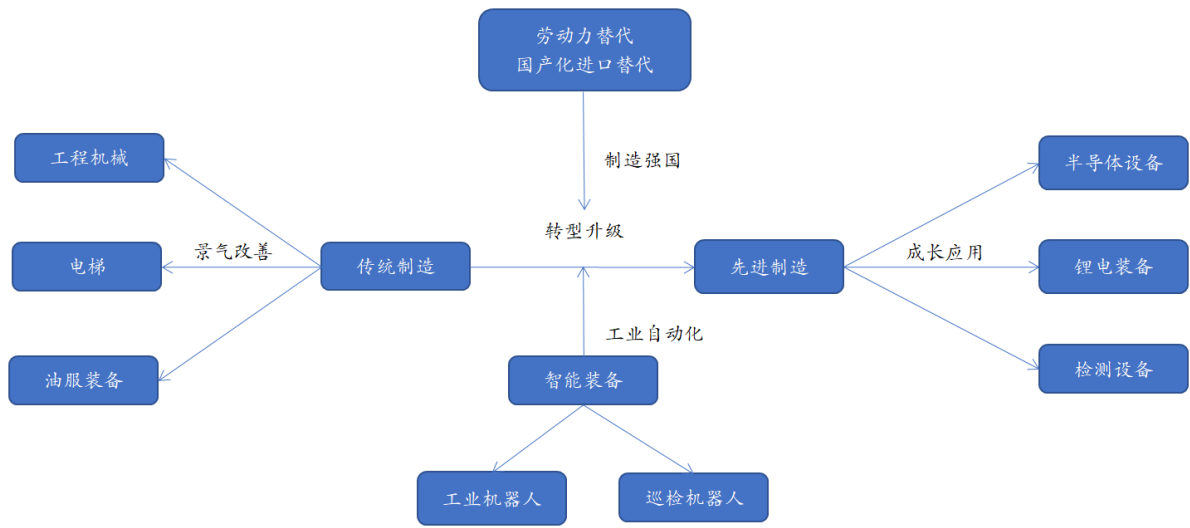 劳动力替代
国产化进口替代
工程机械
制造强国
半导体设备
转型升级
景气改善
成长应用
电梯
传统制造
先进制造
锂电装备
工业自动化
油服装备
智能装备
检测设备
工业机器人
巡检机器人